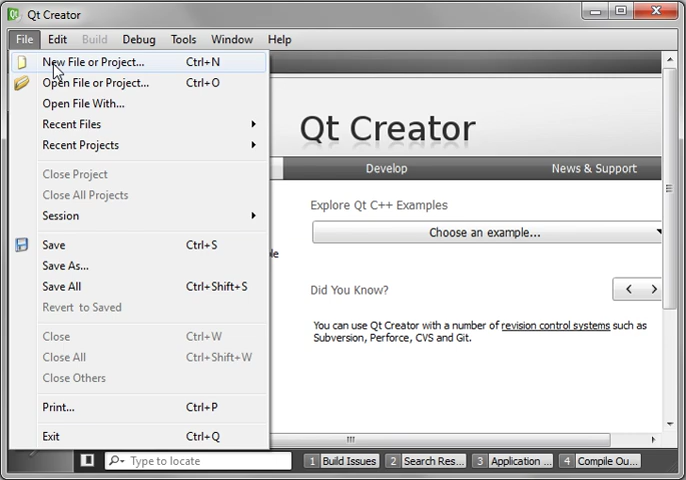 Qt Creator
File Edit Build Debug Tools Window Help
New File or Project... Ctrl+N
Open File or Project... Ctrl+O
Open File With...
Recent Files
Recent Projects
Close Project
Close All Projects
Session
Save Ctrl+S
Save As...
Save All Ctrl+Shift+S
Revert to Saved
Close Ctrl+W
Close All Ctrl+Shift+W
Close Others
Print... Ctrl+P
Exit Ctrl+Q
Qt Creator
Develop News & Support
Explore Qt C++ Examples
Choose an example...
Did You Know?
You can use Qt Creator with a number of revision control systems such as
Subversion, Perforce, CVS and Git.
Type to locate 1 Build Issues 2 Search Res... 3 Application ... 4 Compile Ou...